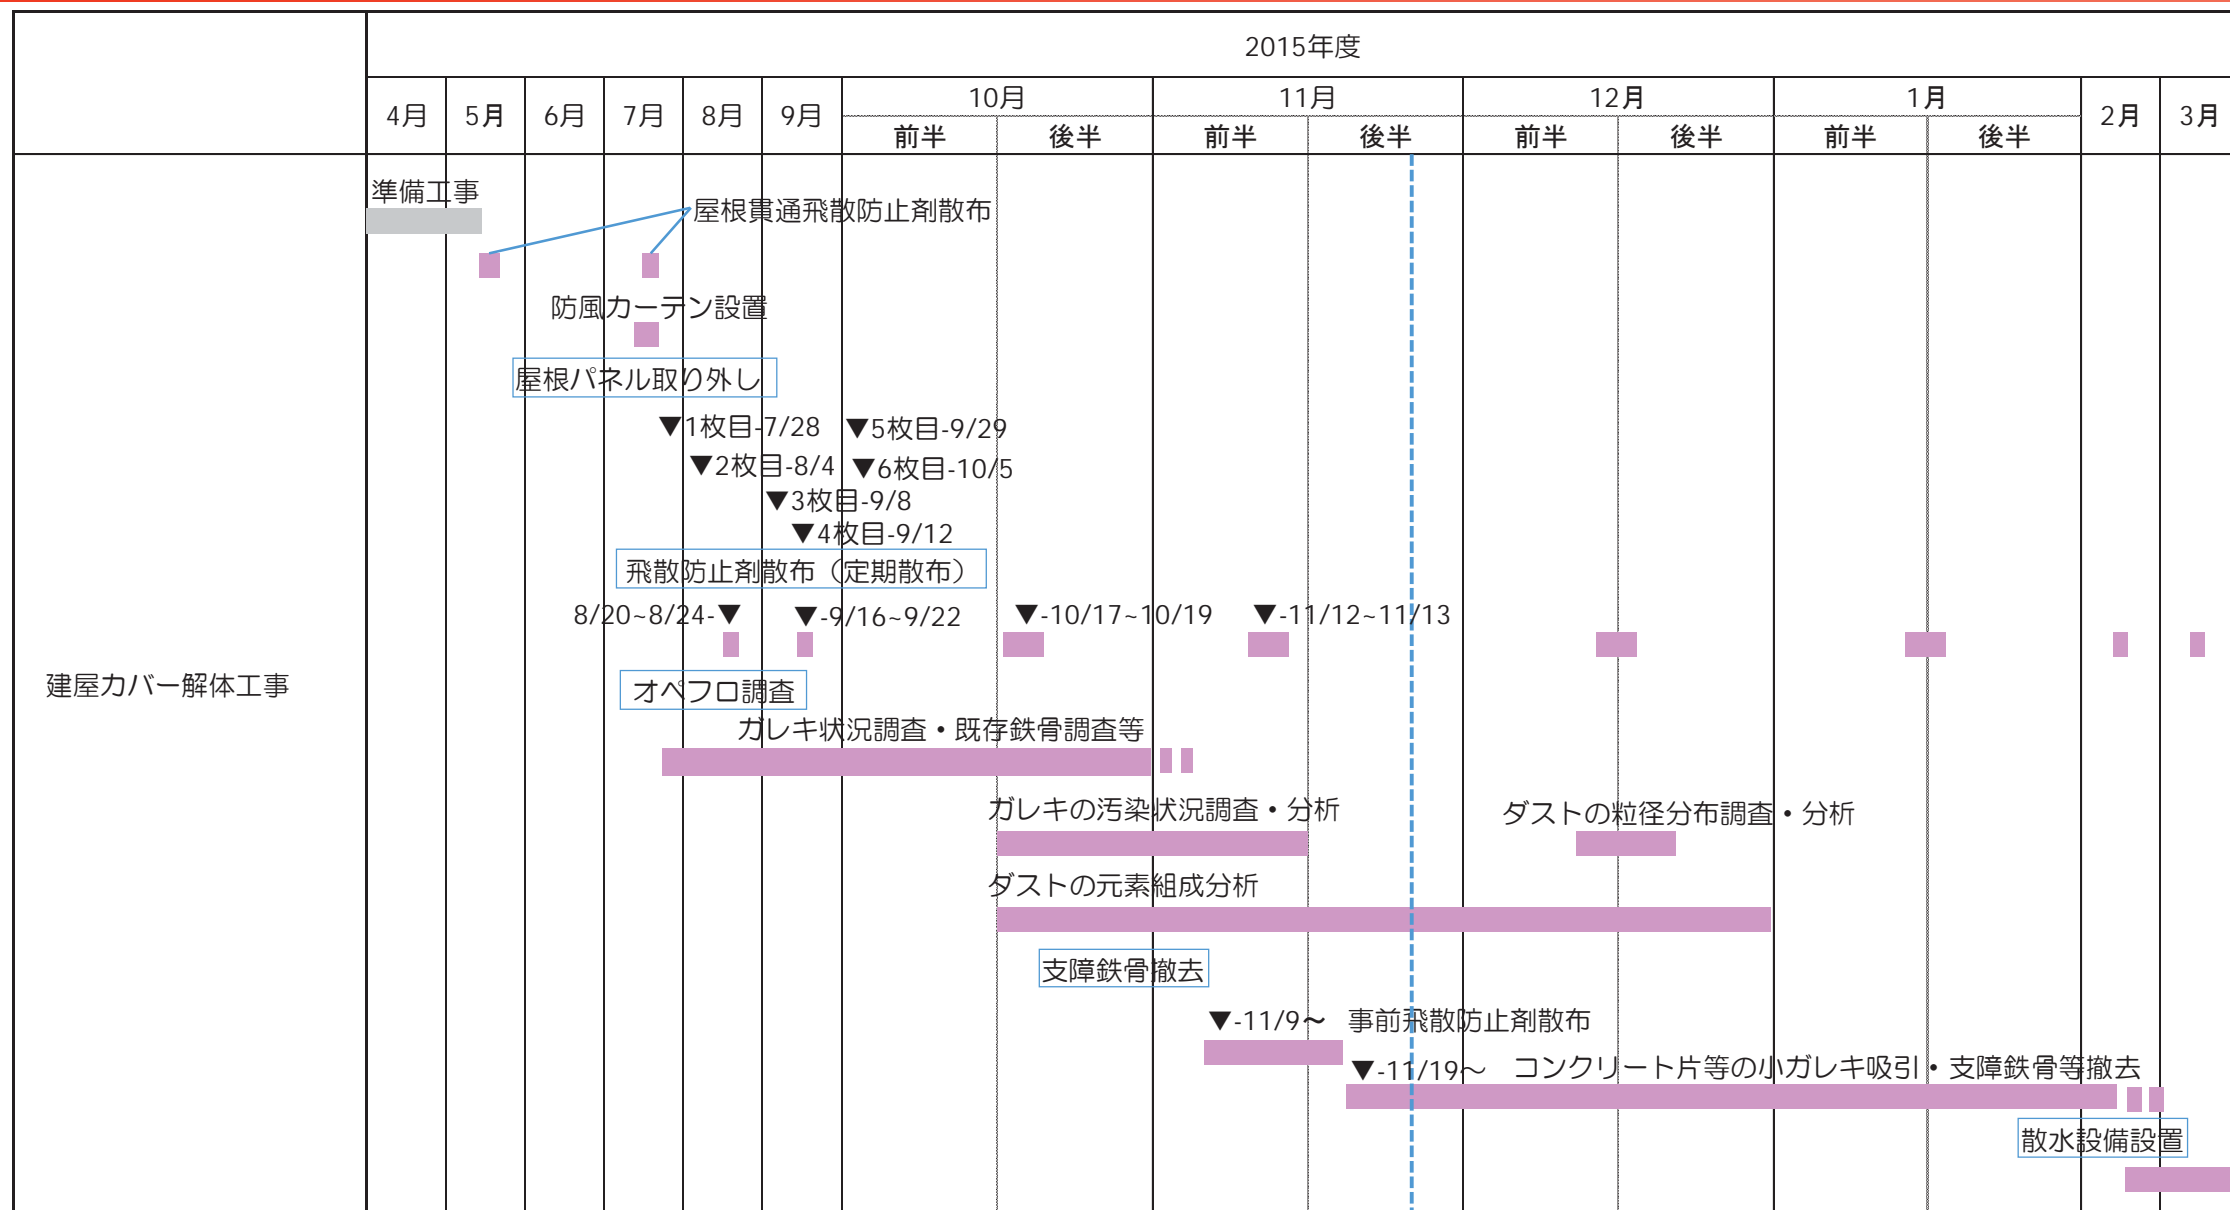 2015年度
4月 5月 6月 7月 8月 9月 10月 11月 12月 1月 2月 3月
前半 後半 前半 後半 前半 後半 前半 後半
準備工事
屋根貫通飛散防止剤散布
防風カーテン設置
屋根パネル取り外し
▼1枚目-7/28 ▼5枚目-9/29
▼2枚目-8/4 ▼6枚目-10/5
▼3枚目-9/8
▼4枚目-9/12
飛散防止剤散布（定期散布）
8/20~8/24-▼ ▼-9/16~9/22 ▼-10/17~10/19 ▼-11/12~11/13
建屋カバー解体工事
オペフロ調査
ガレキ状況調査・既存鉄骨調査等
ガレキの汚染状況調査・分析 ダストの粒径分布調査・分析
ダストの元素組成分析
支障鉄骨撤去
▼-11/9～ 事前飛散防止剤散布
▼-11/19～ コンクリート片等の小ガレキ吸引・支障鉄骨等撤去
散水設備設置